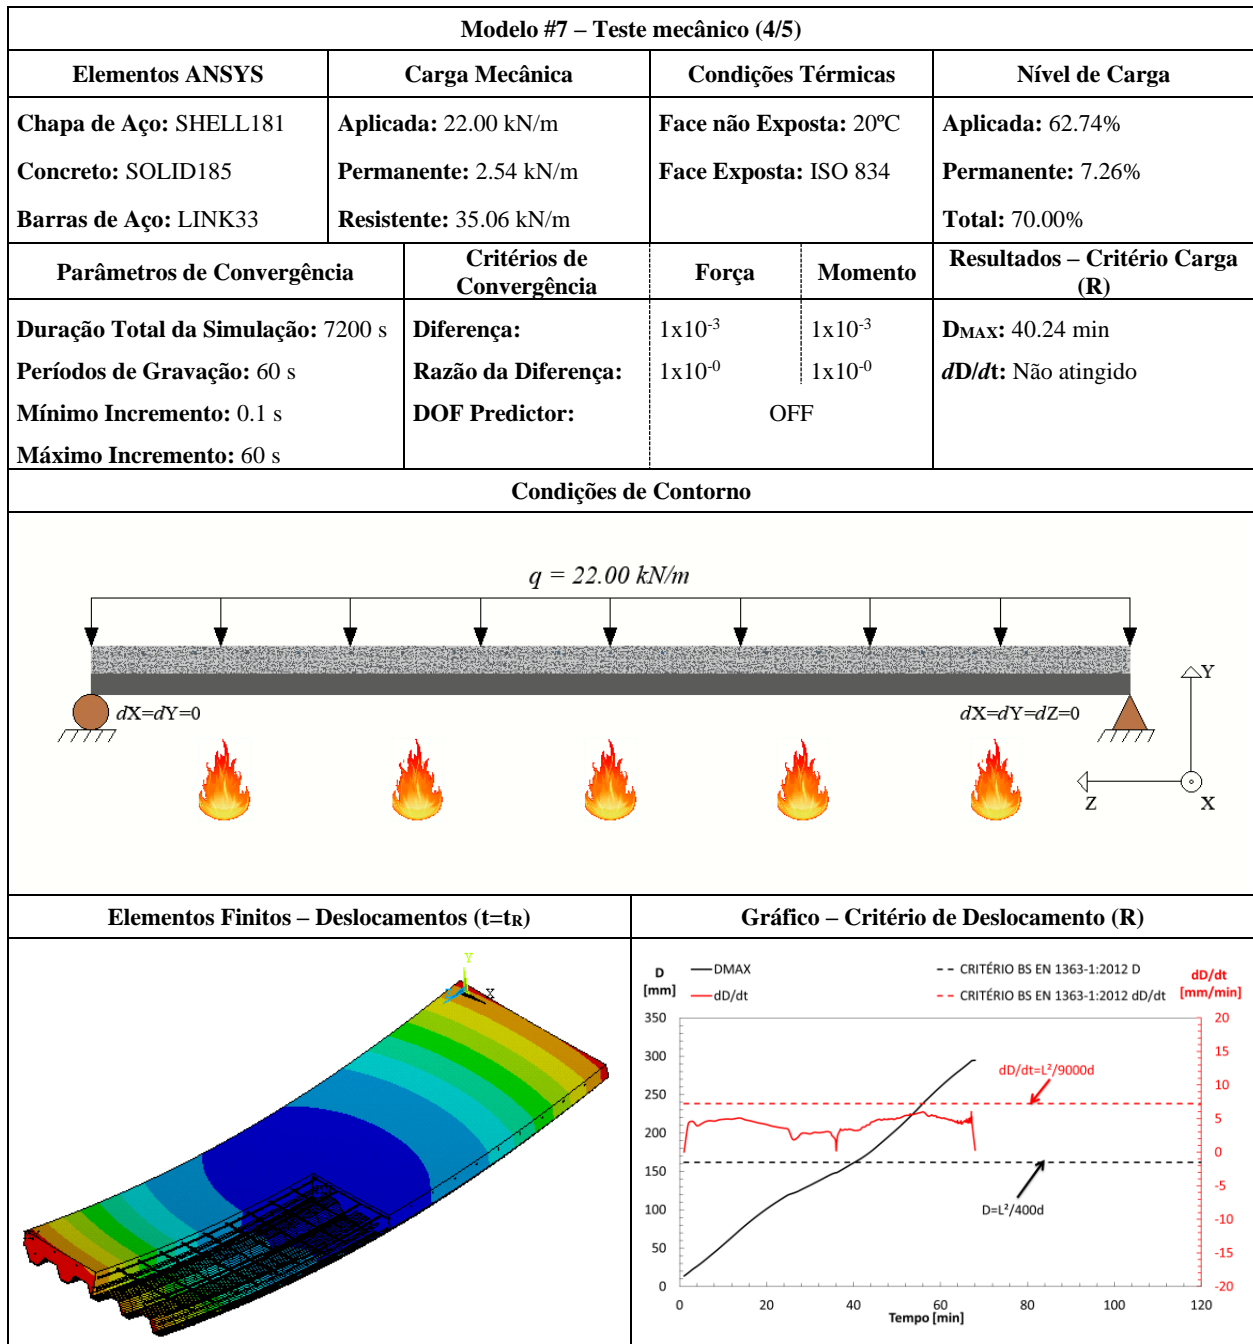 Modelo #7 – Teste mecânico (4/5)
Elementos ANSYS
Carga Mecânica
Condições Térmicas
Nível de Carga
Chapa de Aço: SHELL181
Concreto: SOLID185
Barras de Aço: LINK33
Aplicada: 22.00 kN/m
Permanente: 2.54 kN/m
Resistente: 35.06 kN/m
Face não Exposta: 20ºC
Face Exposta: ISO 834
Aplicada: 62.74%
Permanente: 7.26%
Total: 70.00%
Parâmetros de Convergência
Critérios de
Convergência
Força
Momento
Resultados – Critério Carga
(R)
Duração Total da Simulação: 7200 s
Períodos de Gravação: 60 s
Mínimo Incremento: 0.1 s
Máximo Incremento: 60 s
Diferença: 1x10⁻³ 1x10⁻³
Razão da Diferença: 1x10⁻⁰ 1x10⁻⁰
DOF Predictor: OFF
DMAX: 40.24 min
dD/dt: Não atingido
Condições de Contorno
q = 22.00 kN/m
dX=dY=0
dX=dY=dZ=0
Y
Z
X
Elementos Finitos – Deslocamentos (t=tR)
Gráfico – Critério de Deslocamento (R)
Y
X
D
[mm]
DMAX
dD/dt
CRITÉRIO BS EN 1363-1:2012 D
CRITÉRIO BS EN 1363-1:2012 dD/dt
dD/dt
[mm/min]
350
300
250
200
150
100
50
0
20
15
10
5
0
-5
-10
-15
-20
dD/dt=L²/9000d
D=L²/400d
0 20 40 60 80 100 120
Tempo [min]